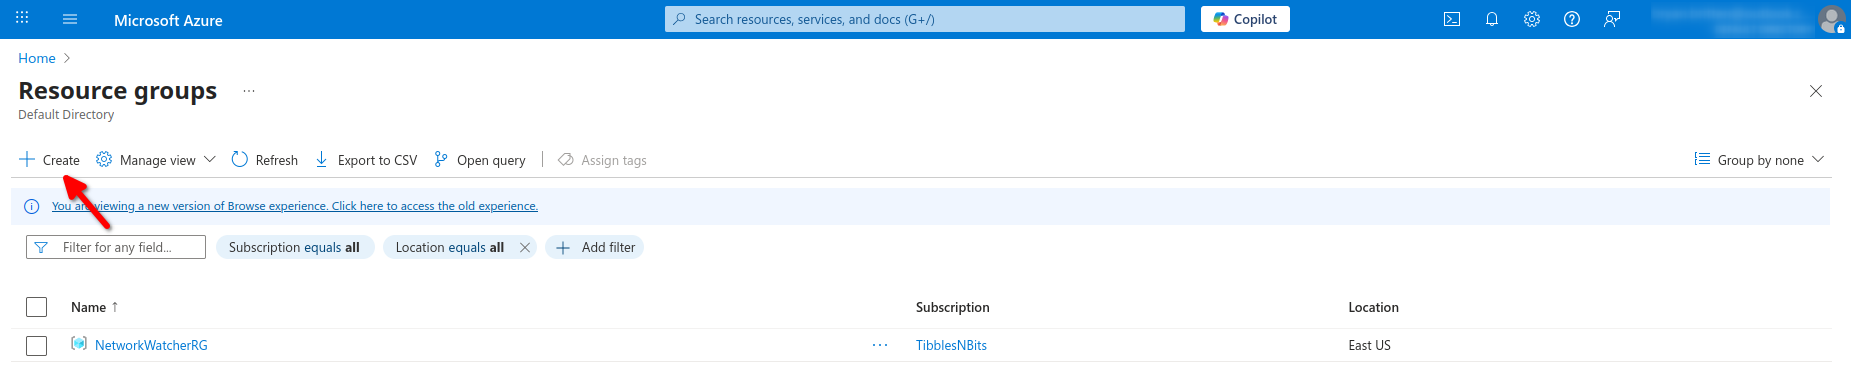 Microsoft Azure
Search resources, services, and docs (G+/)
Copilot
Home
Resource groups
Default Directory
Create Manage view Refresh Export to CSV Open query Assign tags Group by none
You are viewing a new version of Browse experience. Click here to access the old experience.
Filter for any field... Subscription equals all Location equals all Add filter
Name ↑ Subscription Location
NetworkWatcherRG ... TibblesNBits East US